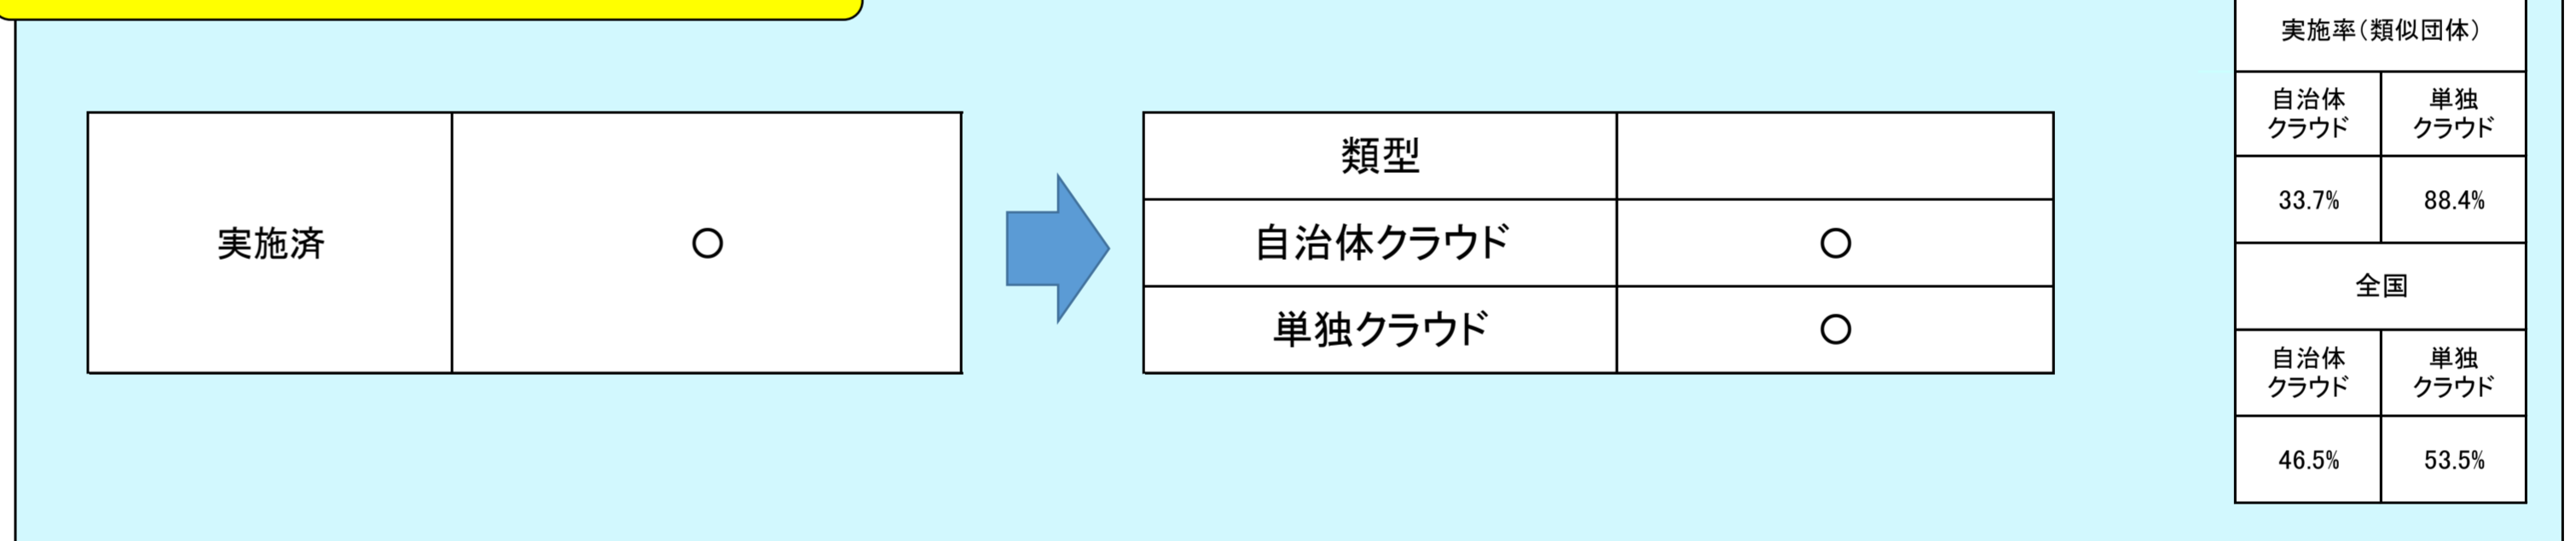 実施済 ○
類型
自治体クラウド ○
単独クラウド ○
実施率(類似団体)
自治体 単独
クラウド クラウド
33.7% 88.4%
全国
自治体 単独
クラウド クラウド
46.5% 53.5%